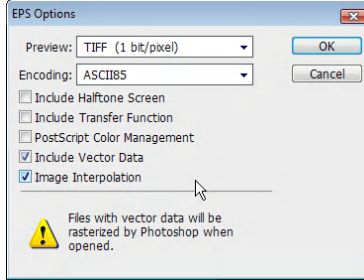 EPS Options
Preview: TIFF (1 bit/pixel) OK
Encoding: ASCII85 Cancel
Include Halftone Screen
Include Transfer Function
PostScript Color Management
Include Vector Data
Image Interpolation
Files with vector data will be
rasterized by Photoshop when
opened.